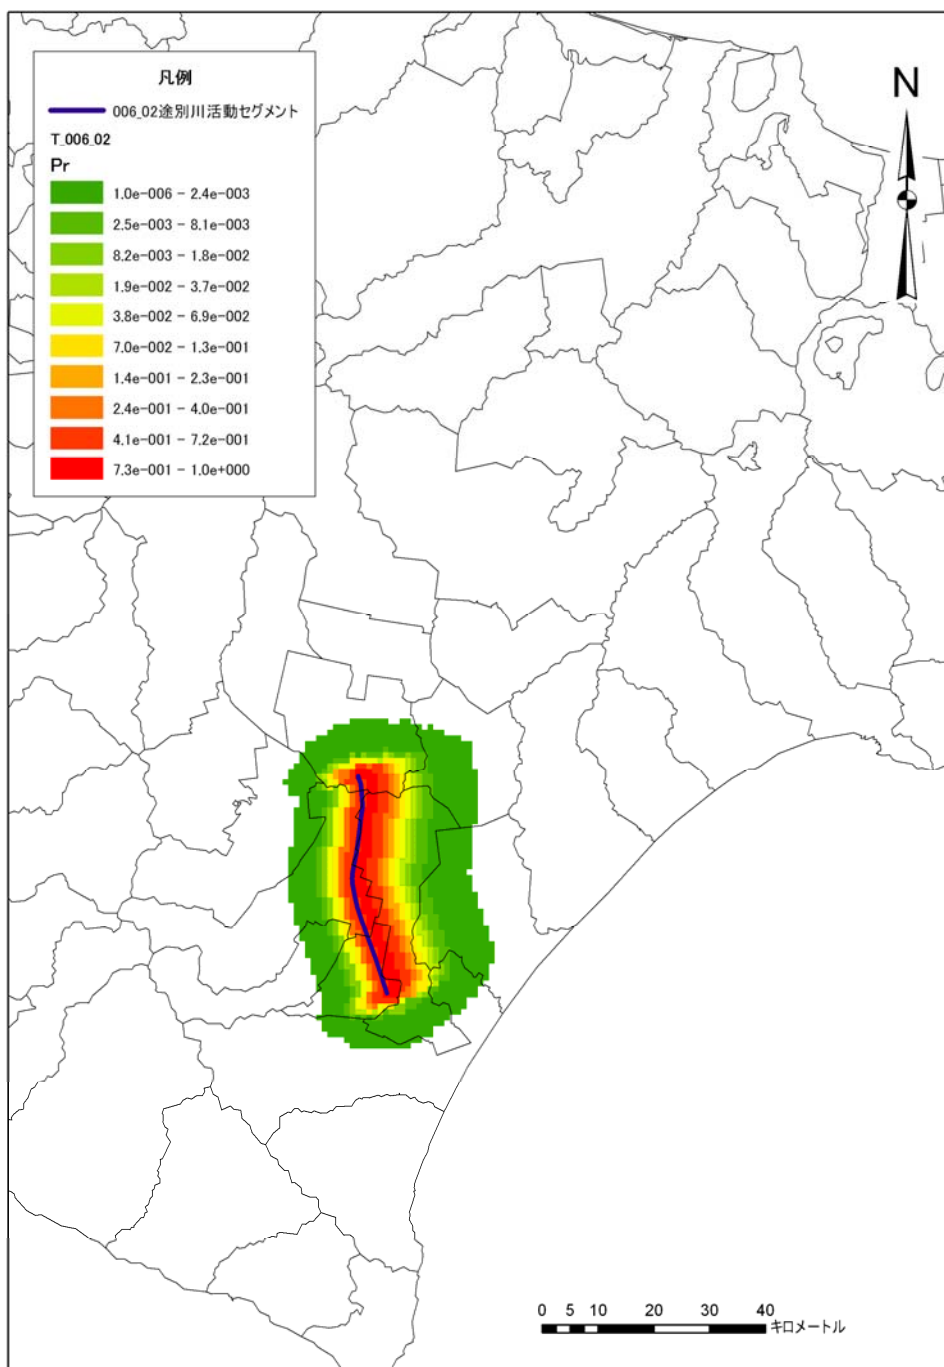 凡例
006_02途別川活動セグメント
T_006_02
Pr
1.0e-006 - 2.4e-003
2.5e-003 - 8.1e-003
8.2e-003 - 1.8e-002
1.9e-002 - 3.7e-002
3.8e-002 - 6.9e-002
7.0e-002 - 1.3e-001
1.4e-001 - 2.3e-001
2.4e-001 - 4.0e-001
4.1e-001 - 7.2e-001
7.3e-001 - 1.0e+000
N
0 5 10 20 30 40
キロメートル